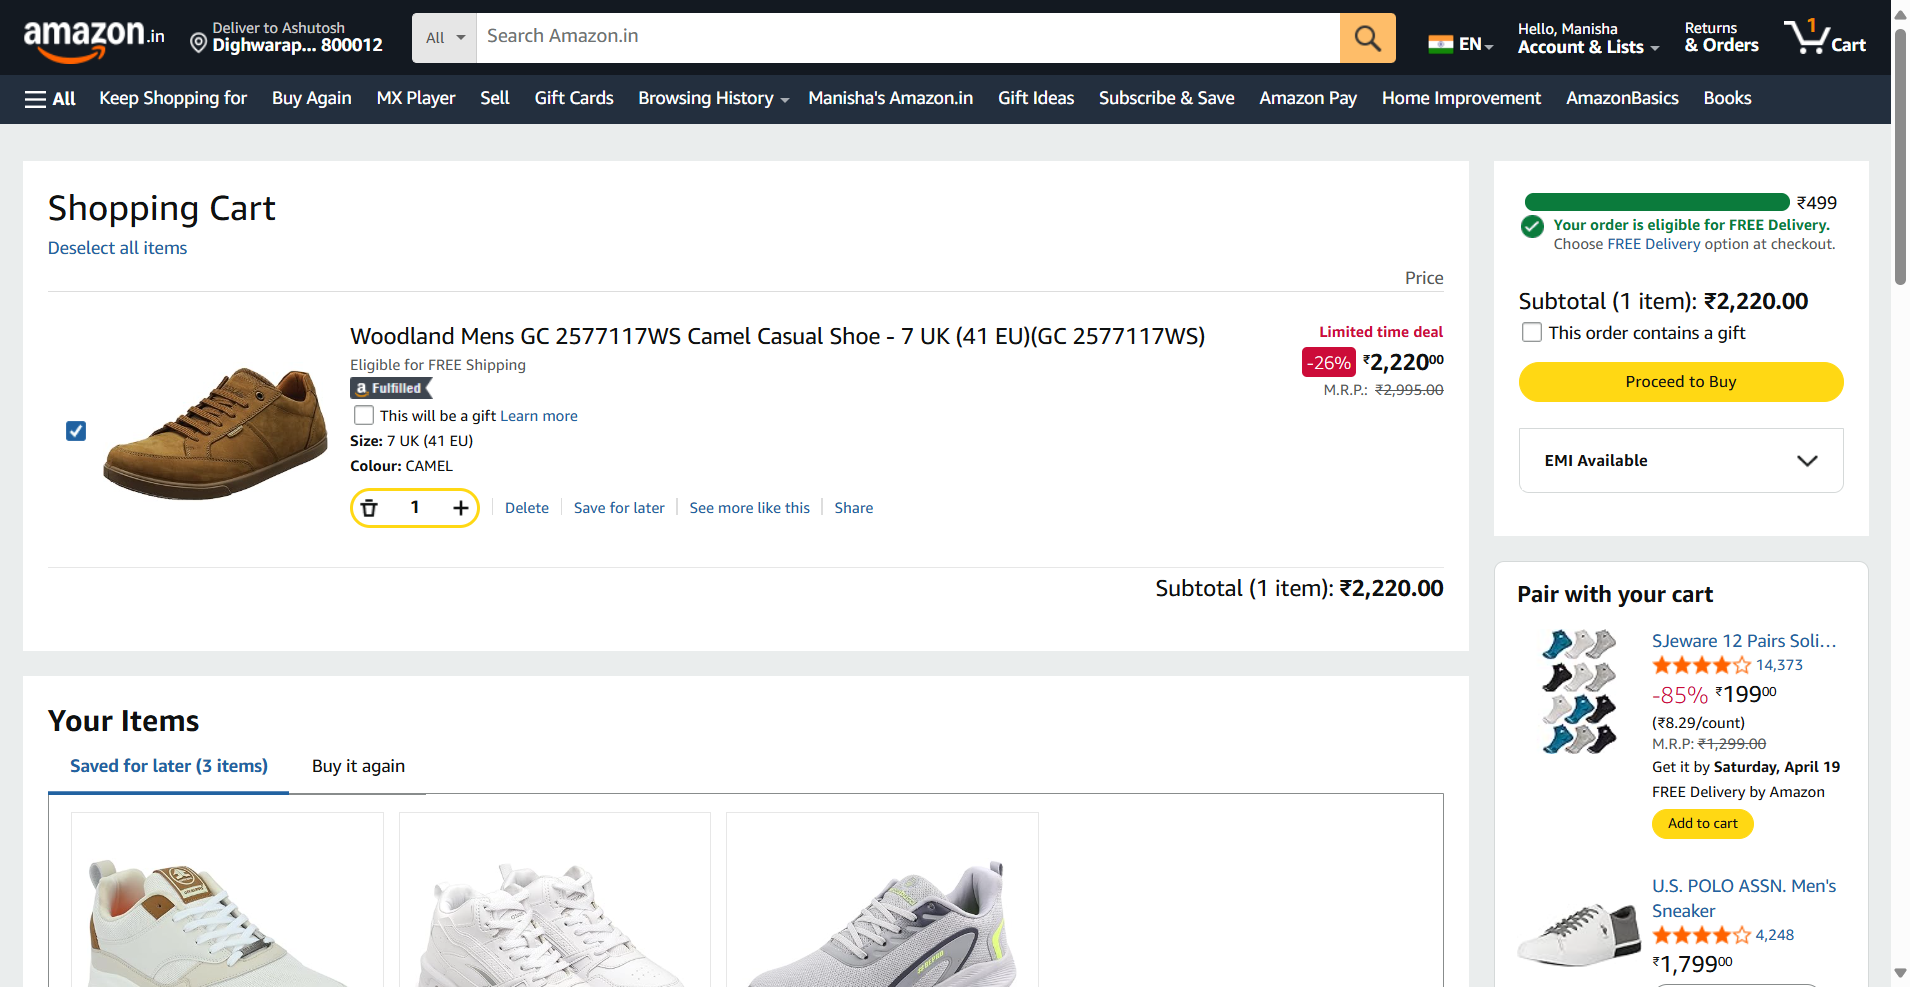 amazon.in
Deliver to Ashutosh
Dighwarap... 800012
All
Search Amazon.in
EN
Hello, Manisha
Account & Lists
Returns
& Orders
1
Cart
All
Keep Shopping for
Buy Again
MX Player
Sell
Gift Cards
Browsing History
Manisha's Amazon.in
Gift Ideas
Subscribe & Save
Amazon Pay
Home Improvement
AmazonBasics
Books
Shopping Cart
Deselect all items
Price
Woodland Mens GC 2577117WS Camel Casual Shoe - 7 UK (41 EU)(GC 2577117WS)
Eligible for FREE Shipping
a Fulfilled
This will be a gift Learn more
Size: 7 UK (41 EU)
Colour: CAMEL
1
Delete
Save for later
See more like this
Share
Limited time deal
-26% ₹2,22000
M.R.P.: ₹2,995.00
Subtotal (1 item): ₹2,220.00
₹499
Your order is eligible for FREE Delivery.
Choose FREE Delivery option at checkout.
Subtotal (1 item): ₹2,220.00
This order contains a gift
Proceed to Buy
EMI Available
Your Items
Saved for later (3 items)
Buy it again
Pair with your cart
SJeware 12 Pairs Soli...
14,373
-85% ₹19900
(₹8.29/count)
M.R.P: ₹1,299.00
Get it by Saturday, April 19
FREE Delivery by Amazon
Add to cart
U.S. POLO ASSN. Men's
Sneaker
4,248
₹1,79900